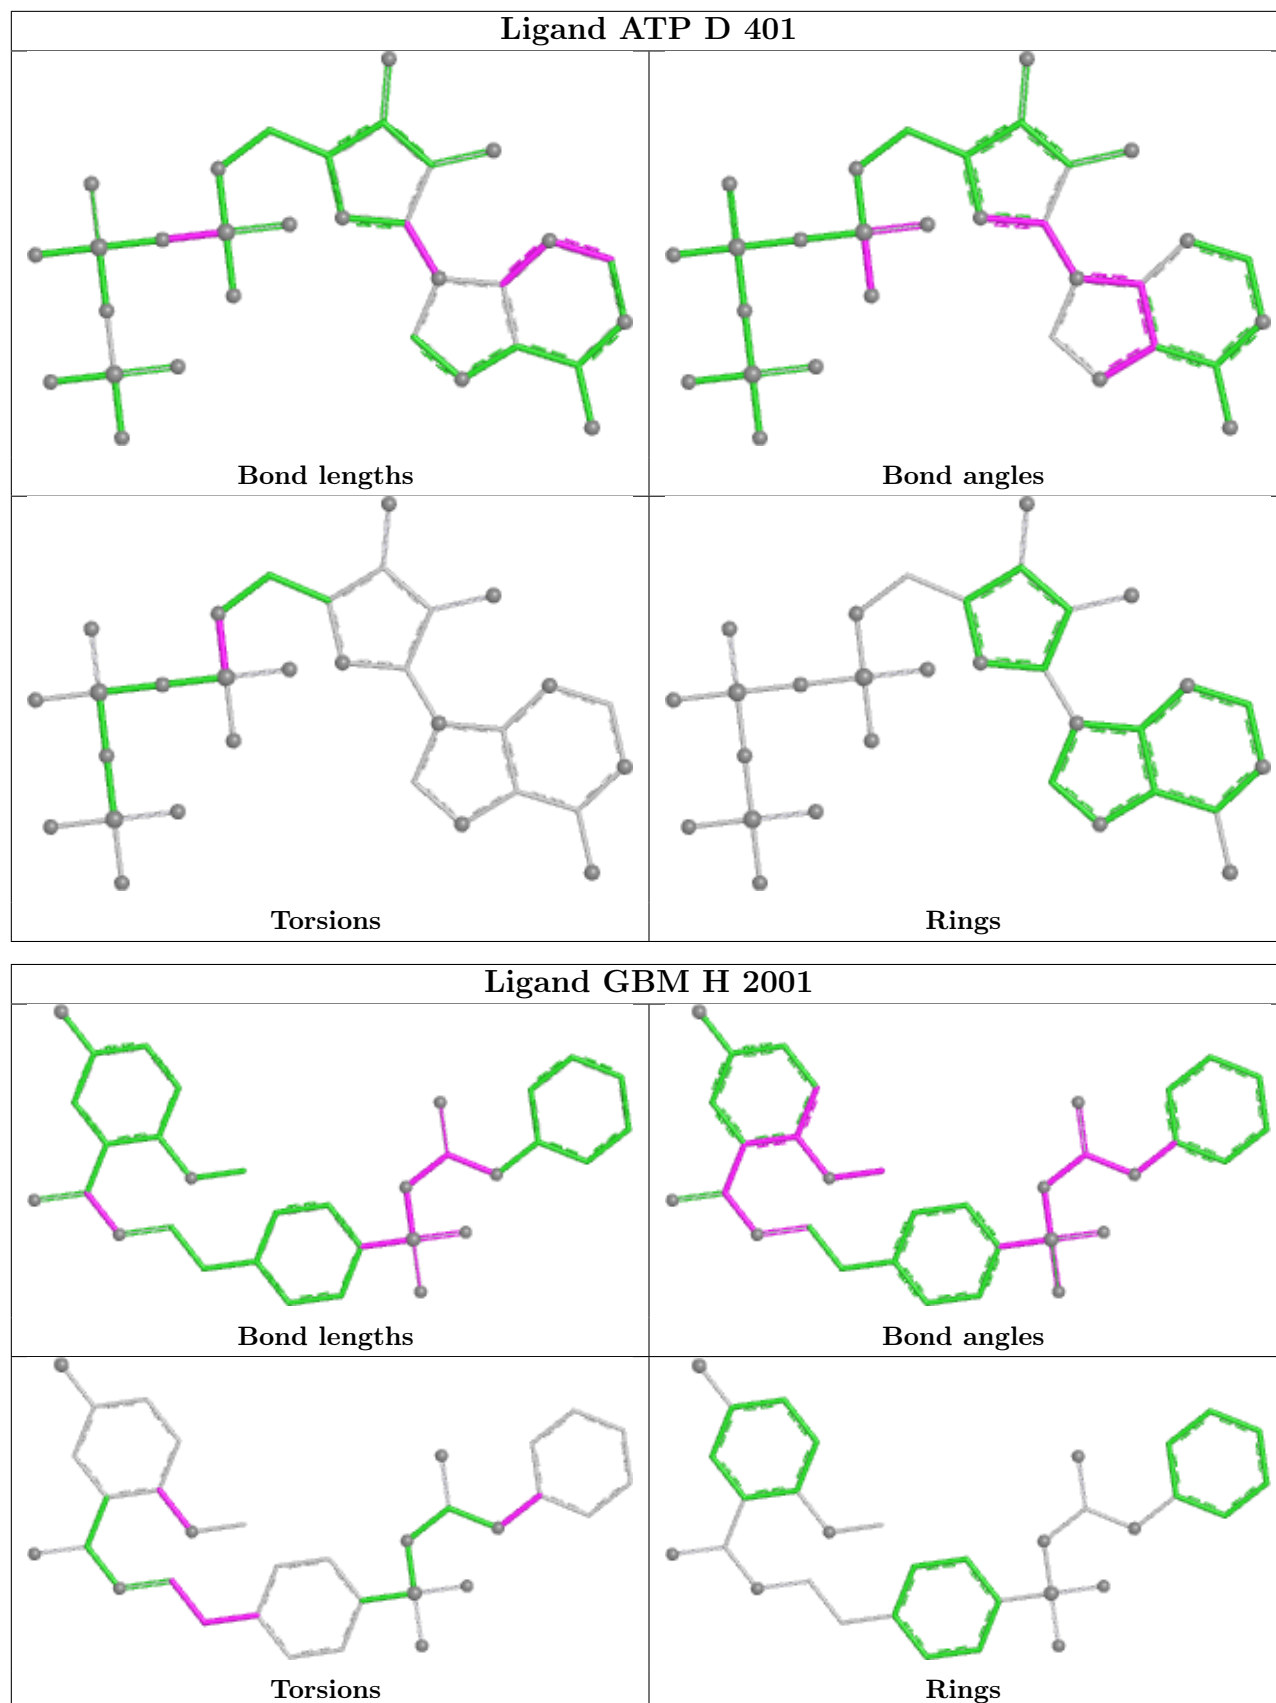 Ligand ATP D 401
Bond lengths
Bond angles
Torsions
Rings
Ligand GBM H 2001
Bond lengths
Bond angles
Torsions
Rings